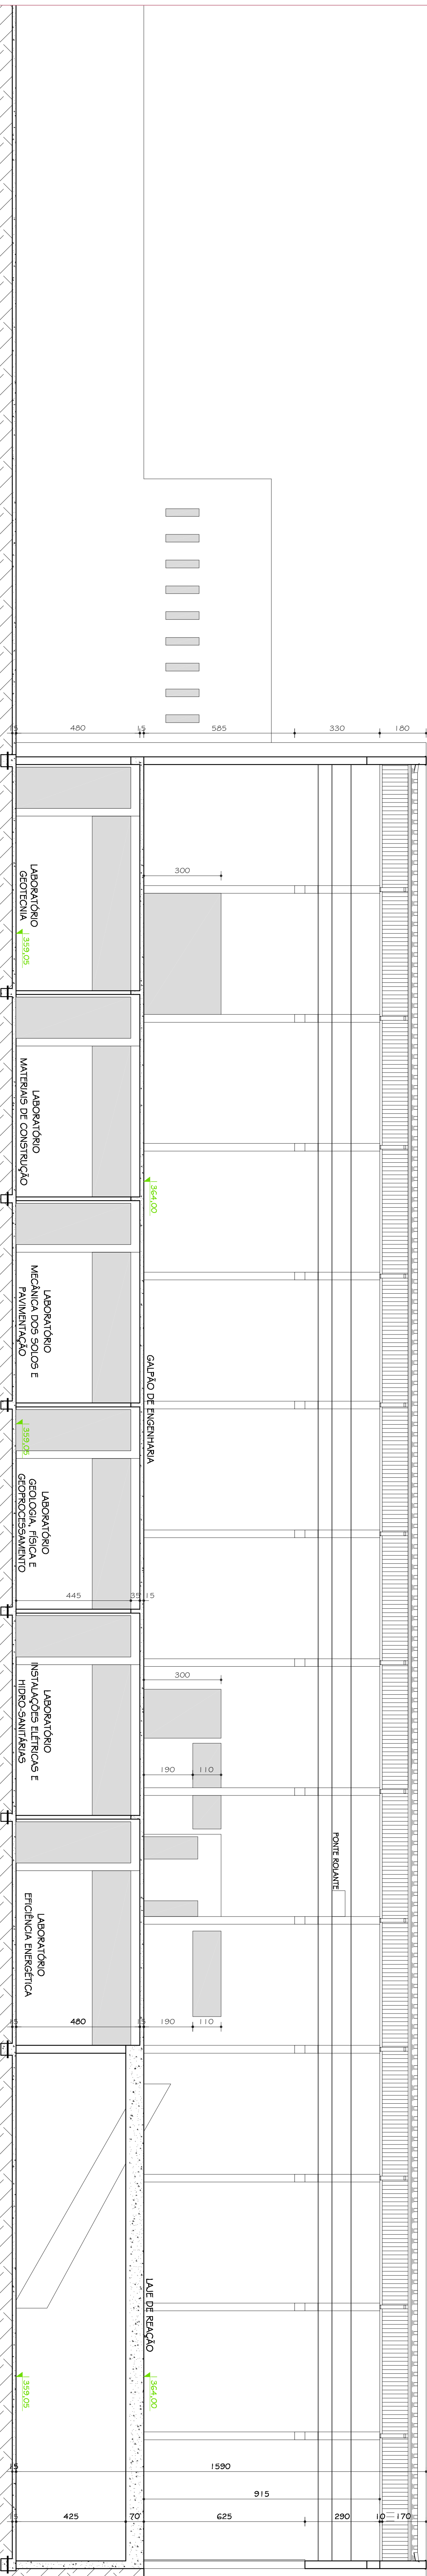 15
480
15
585
330
180
300
LABORATÓRIO
GEOTECNIA
359,05
LABORATÓRIO
MATERIAIS DE CONSTRUÇÃO
364,00
LABORATÓRIO
MECÂNICA DOS SOLOS E
PAVIMENTAÇÃO
GALPÃO DE ENGENHARIA
359,05
LABORATÓRIO
GEOLOGIA, FÍSICA E
GEOPROCESSAMENTO
445
35
15
LABORATÓRIO
INSTALAÇÕES ELÉTRICAS E
HIDRO-SANITÁRIAS
300
190
110
PONTE ROLANTE
LABORATÓRIO
EFICIÊNCIA ENERGÉTICA
15
480
15
190
110
LAJE DE REAÇÃO
359,05
364,00
15
1590
915
15
425
70
625
290
10
170